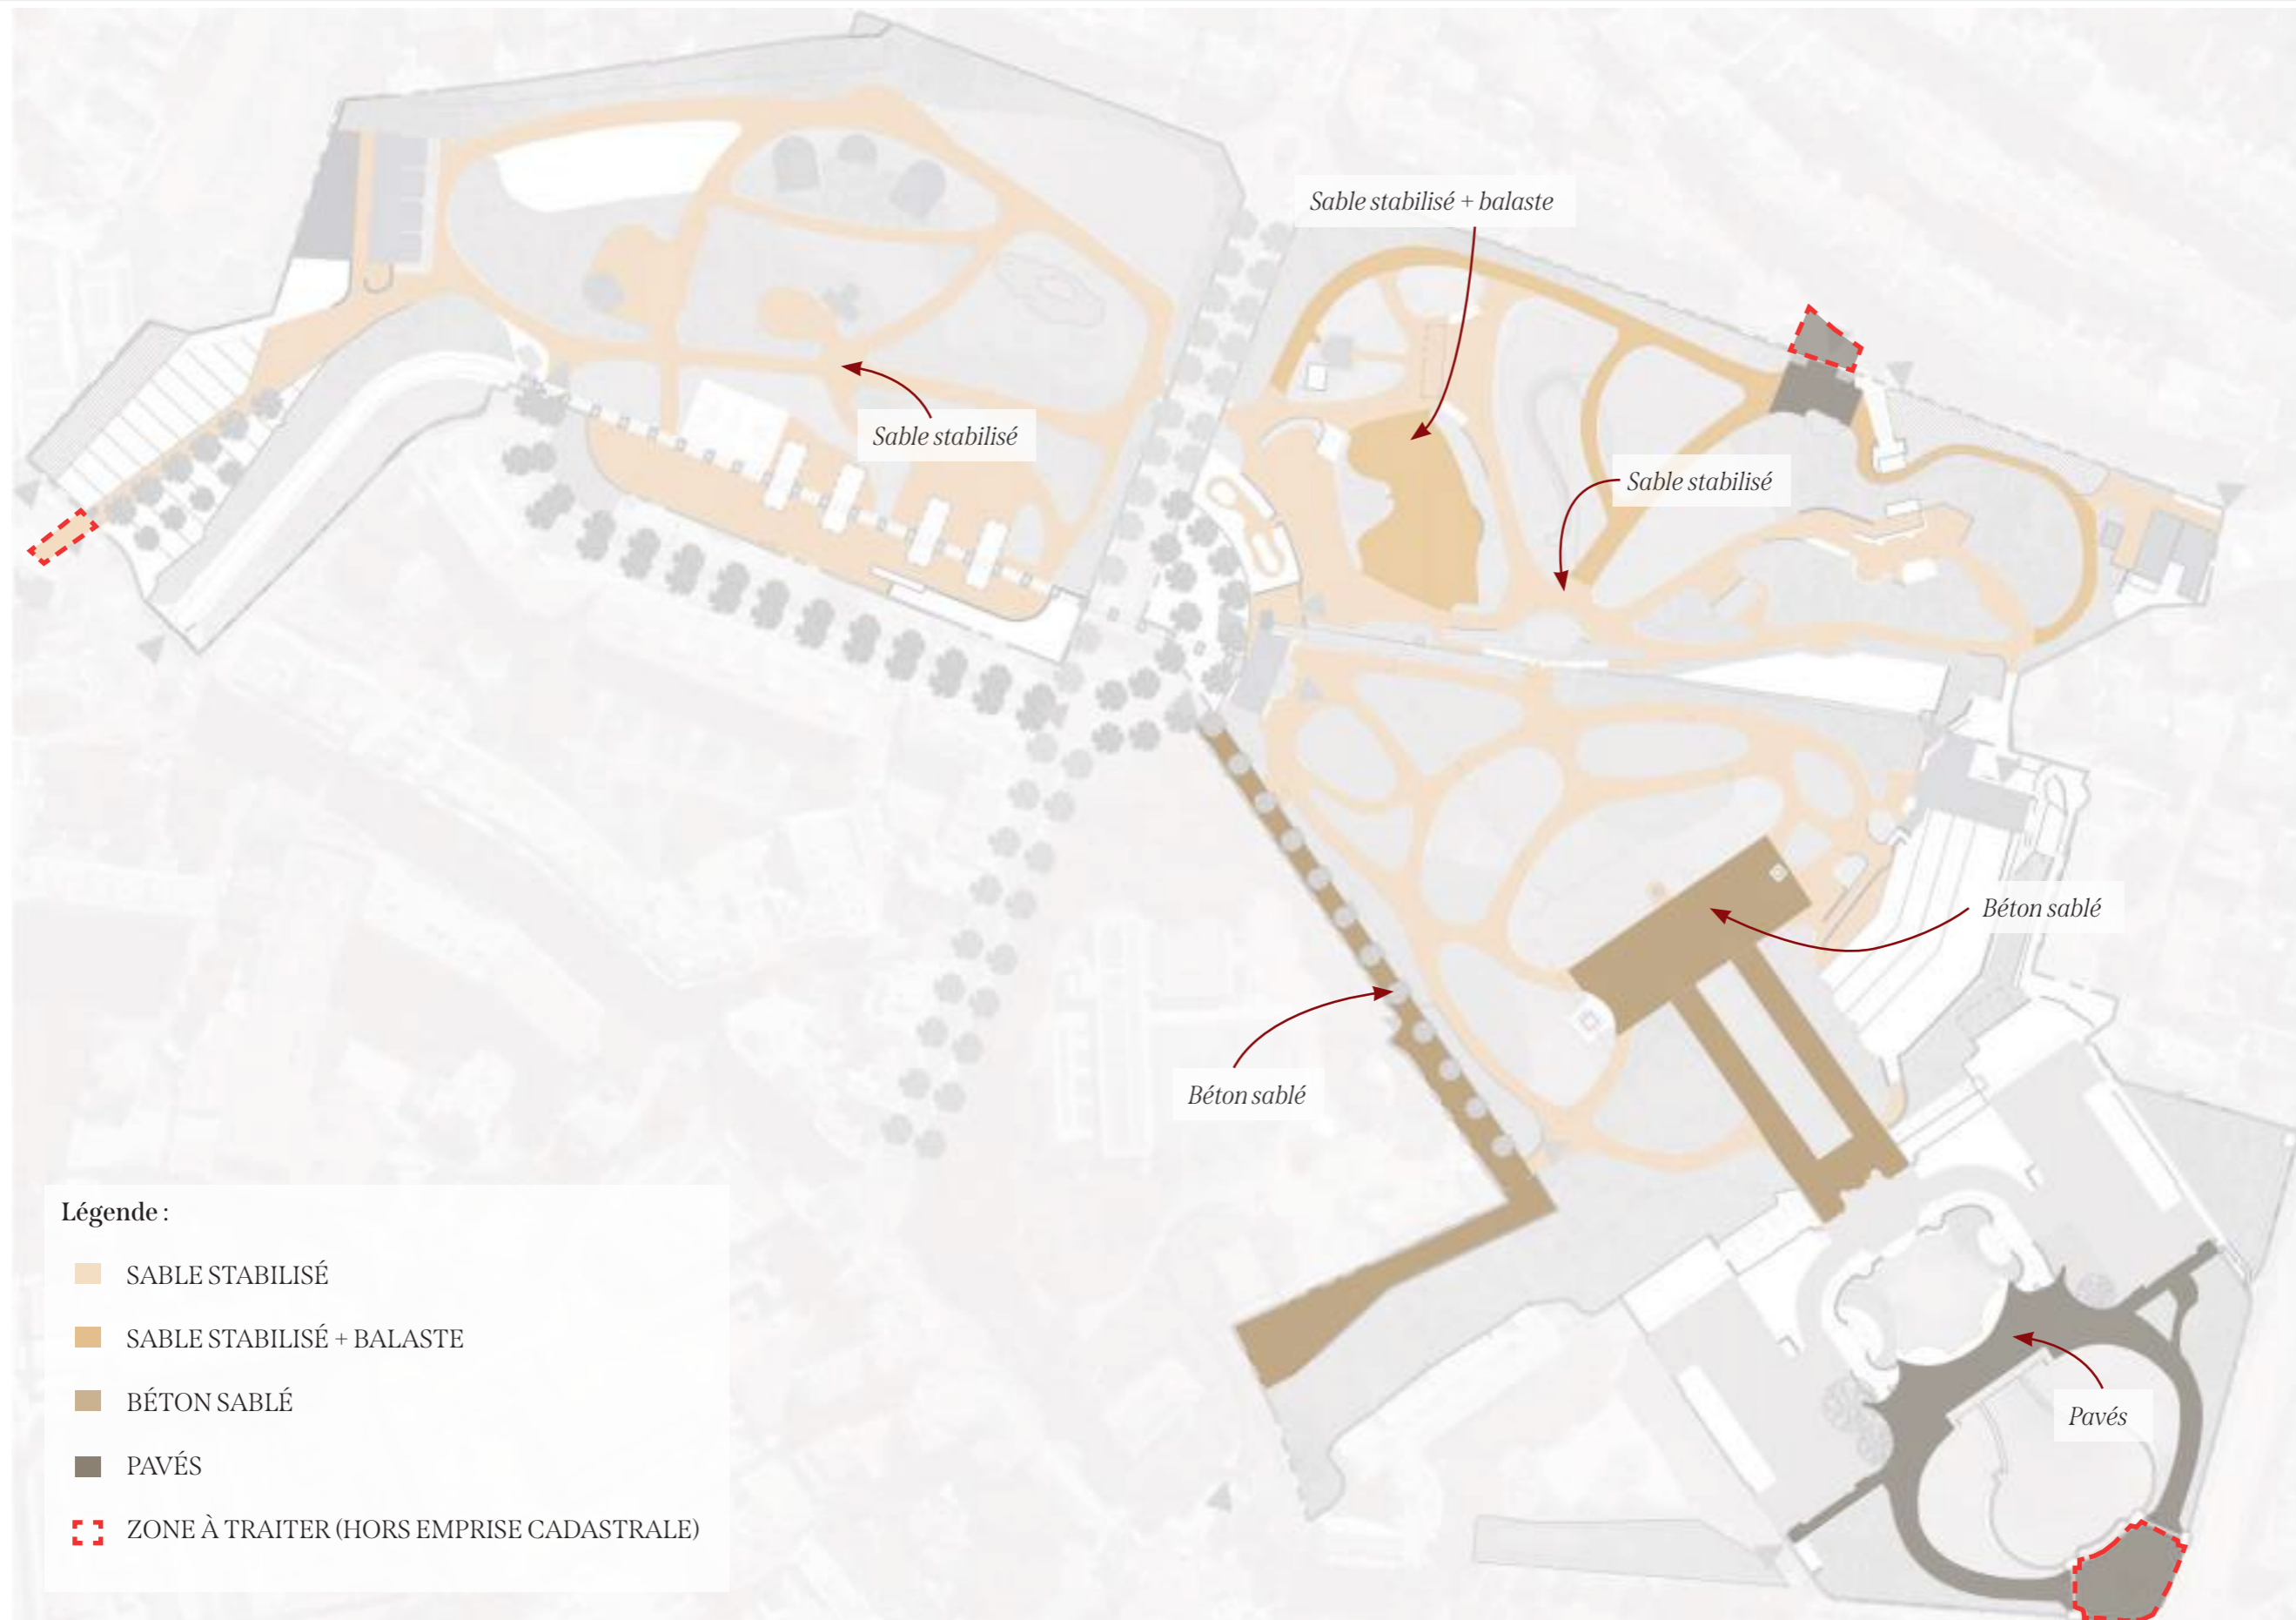 Sable stabilisé + balaste
Sable stabilisé
Sable stabilisé
Béton sablé
Béton sablé
Pavés
Légende :
SABLE STABILISÉ
SABLE STABILISÉ + BALASTE
BÉTON SABLÉ
PAVÉS
ZONE À TRAITER (HORS EMPRISE CADASTRALE)